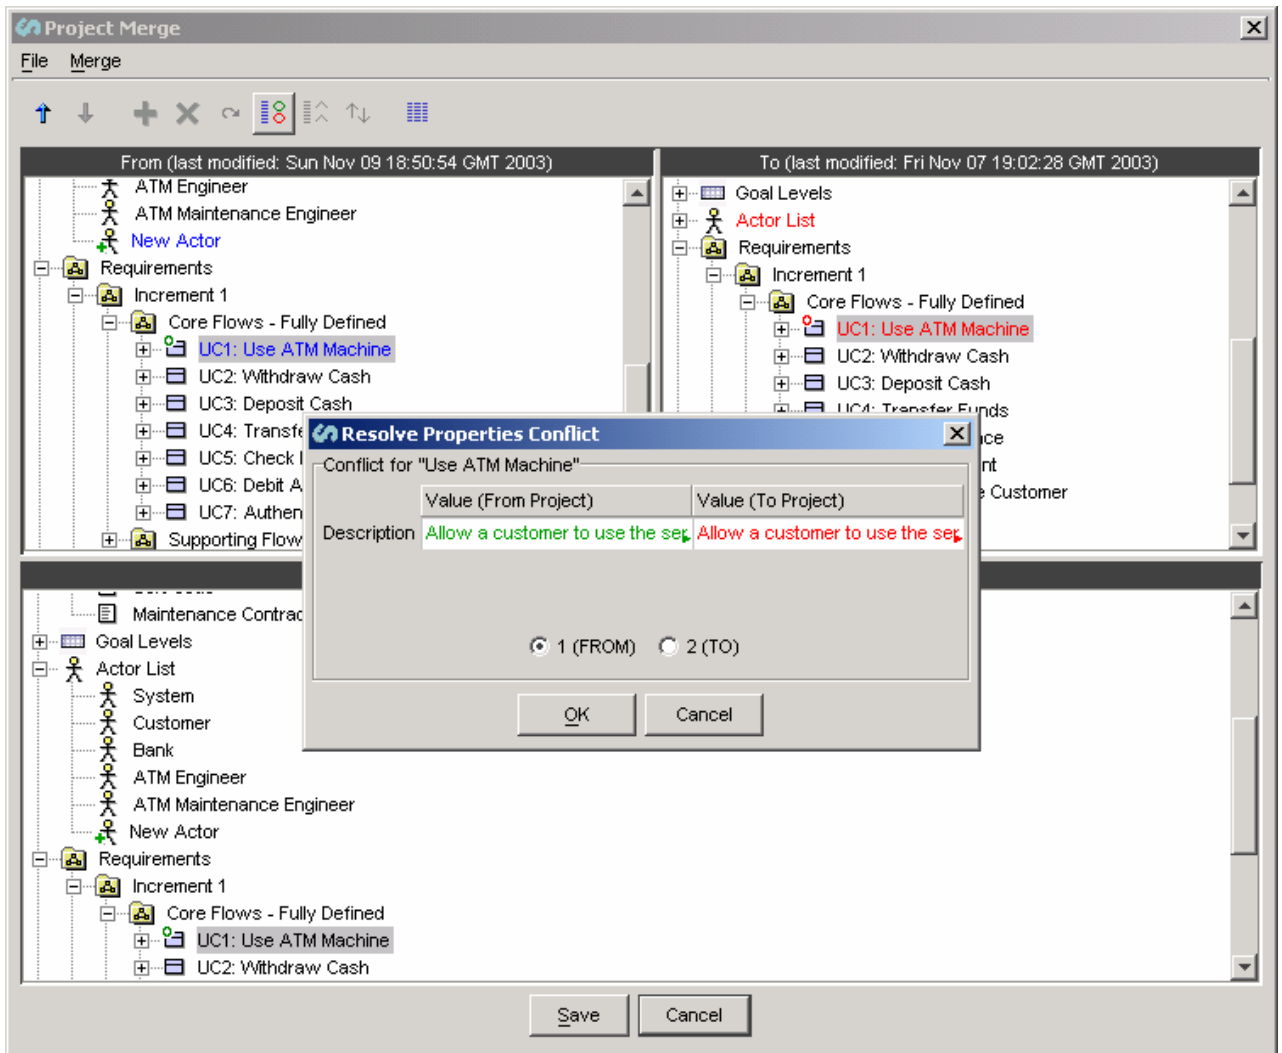 Project Merge
File Merge
From (last modified: Sun Nov 09 18:50:54 GMT 2003)
ATM Engineer
ATM Maintenance Engineer
New Actor
Requirements
Increment 1
Core Flows - Fully Defined
UC1: Use ATM Machine
UC2: Withdraw Cash
UC3: Deposit Cash
UC4: Transfe
UC5: Check
UC6: Debit A
UC7: Authen
Supporting Flow
To (last modified: Fri Nov 07 19:02:28 GMT 2003)
Goal Levels
Actor List
Requirements
Increment 1
Core Flows - Fully Defined
UC1: Use ATM Machine
UC2: Withdraw Cash
UC3: Deposit Cash
UC4: Transfer Funds
nce
nt
Customer
Resolve Properties Conflict
Conflict for "Use ATM Machine"
Value (From Project) Value (To Project)
Description Allow a customer to use the ser Allow a customer to use the ser
1 (FROM) 2 (TO)
OK Cancel
Maintenance Contrac
Goal Levels
Actor List
System
Customer
Bank
ATM Engineer
ATM Maintenance Engineer
New Actor
Requirements
Increment 1
Core Flows - Fully Defined
UC1: Use ATM Machine
UC2: Withdraw Cash
Save Cancel